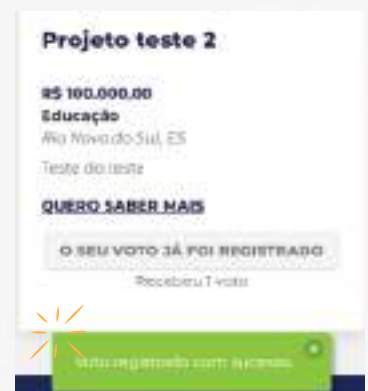 Projeto teste 2
R$ 100.000,00
Educação
Rio Novo do Sul, ES
Teste do teste
QUERO SABER MAIS
O SEU VOTO JÁ FOI REGISTRADO
Recebeu 1 voto
Voto registrado com sucesso